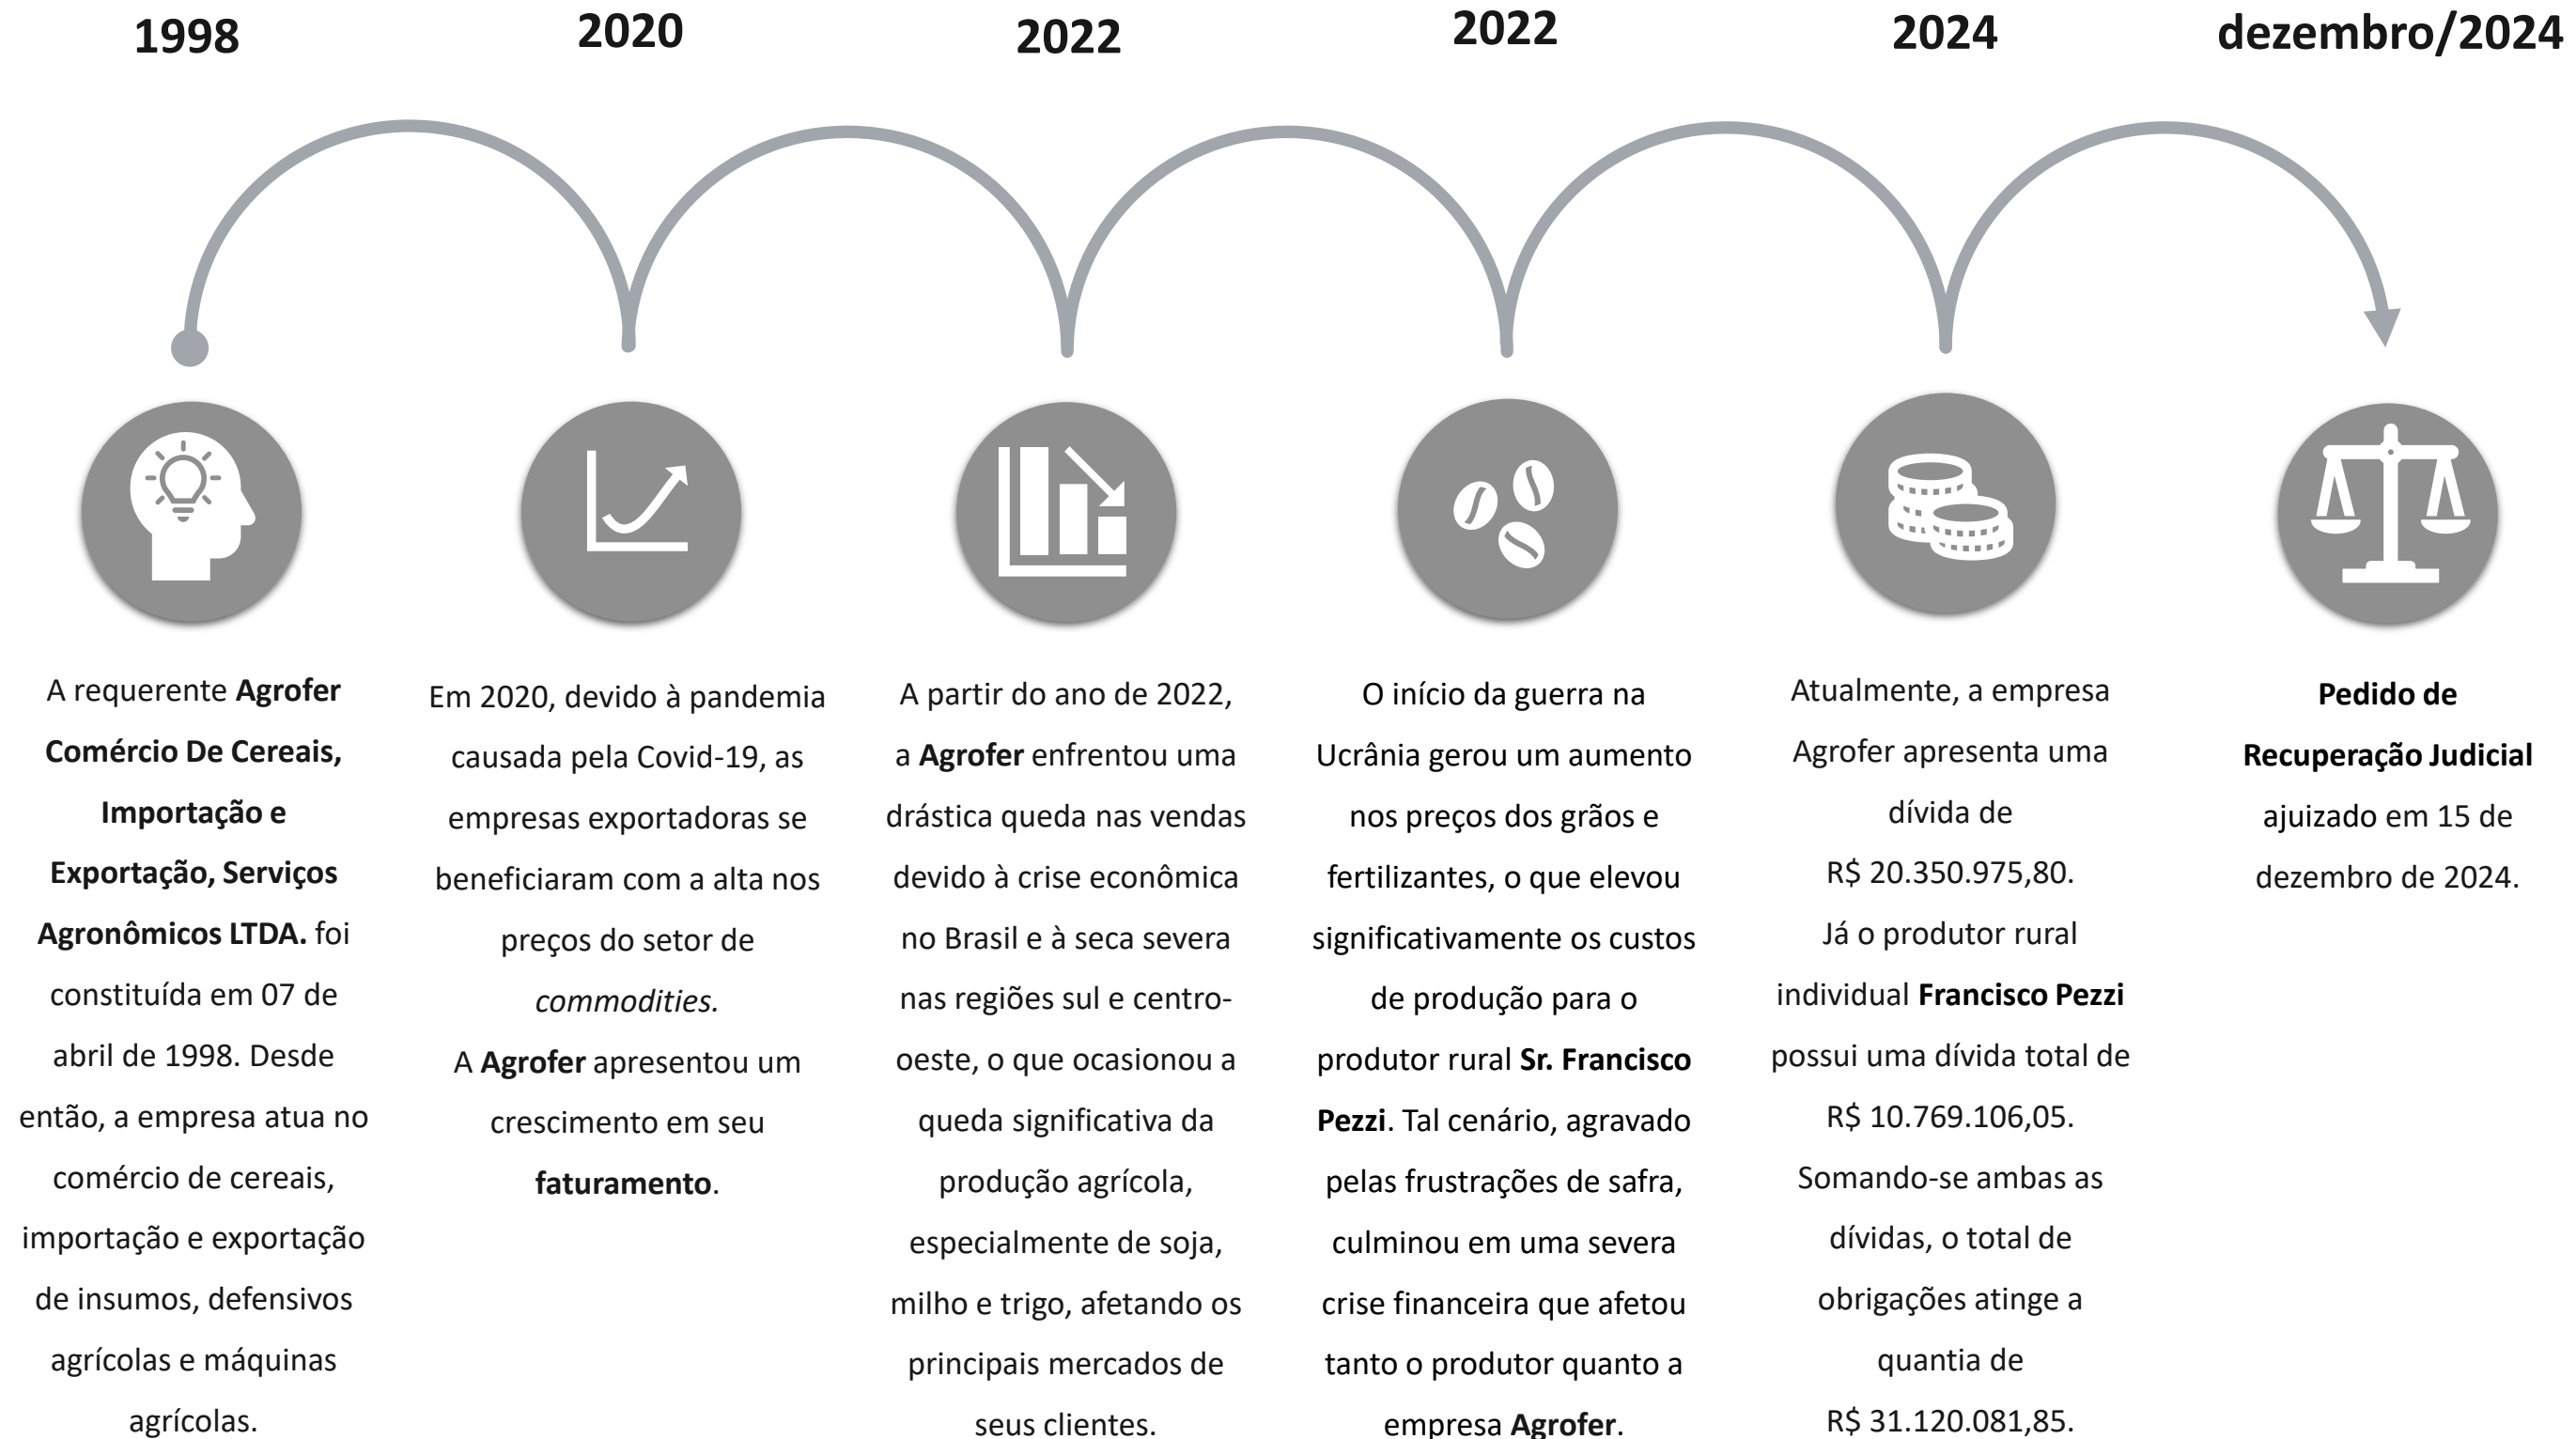 1998
2020
2022
2022
2024
dezembro/2024
A requerente Agrofer
Comércio De Cereais,
Importação e
Exportação, Serviços
Agronômicos LTDA. foi
constituída em 07 de
abril de 1998. Desde
então, a empresa atua no
comércio de cereais,
importação e exportação
de insumos, defensivos
agrícolas e máquinas
agrícolas.
Em 2020, devido à pandemia
causada pela Covid-19, as
empresas exportadoras se
beneficiaram com a alta nos
preços do setor de
commodities.
A Agrofer apresentou um
crescimento em seu
faturamento.
A partir do ano de 2022,
a Agrofer enfrentou uma
drástica queda nas vendas
devido à crise econômica
no Brasil e à seca severa
nas regiões sul e centro-
oeste, o que ocasionou a
queda significativa da
produção agrícola,
especialmente de soja,
milho e trigo, afetando os
principais mercados de
seus clientes.
O início da guerra na
Ucrânia gerou um aumento
nos preços dos grãos e
fertilizantes, o que elevou
significativamente os custos
de produção para o
produtor rural Sr. Francisco
Pezzi. Tal cenário, agravado
pelas frustrações de safra,
culminou em uma severa
crise financeira que afetou
tanto o produtor quanto a
empresa Agrofer.
Atualmente, a empresa
Agrofer apresenta uma
dívida de
R$ 20.350.975,80.
Já o produtor rural
individual Francisco Pezzi
possui uma dívida total de
R$ 10.769.106,05.
Somando-se ambas as
dívidas, o total de
obrigações atinge a
quantia de
R$ 31.120.081,85.
Pedido de
Recuperação Judicial
ajuizado em 15 de
dezembro de 2024.